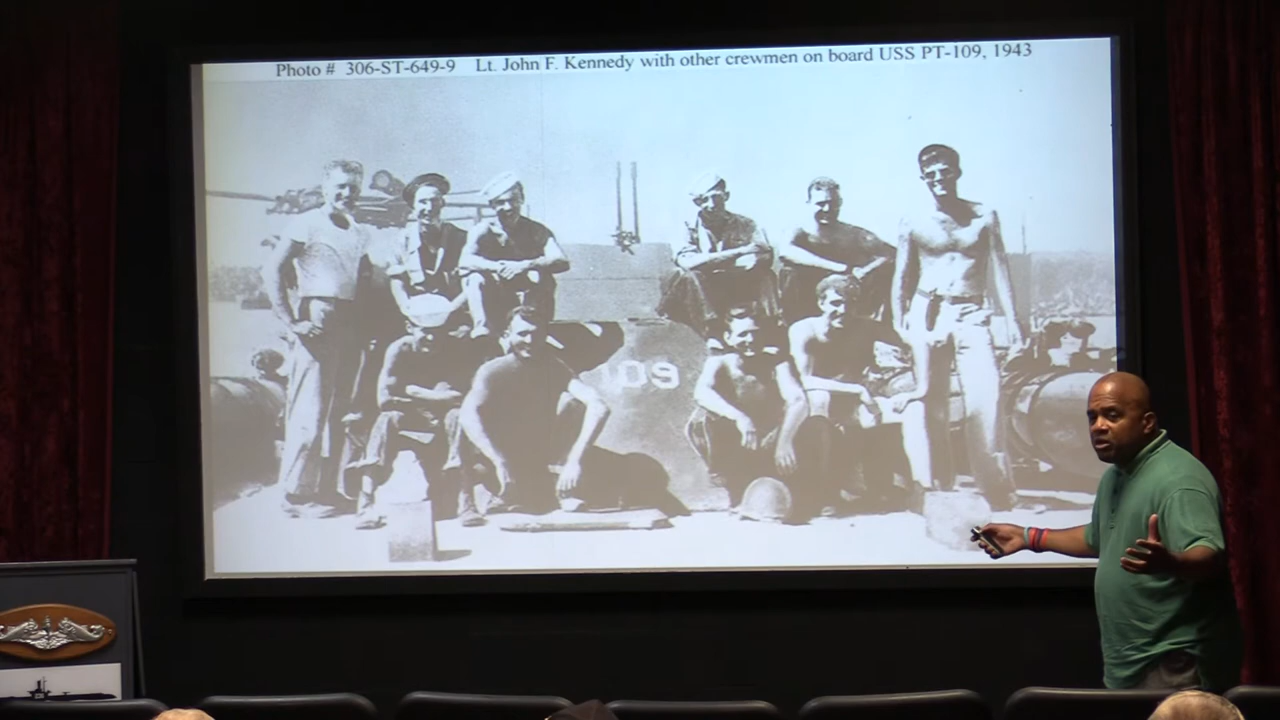 Photo # 306-ST-649-9 Lt. John F. Kennedy with other crewmen on board USS PT-109, 1943
109